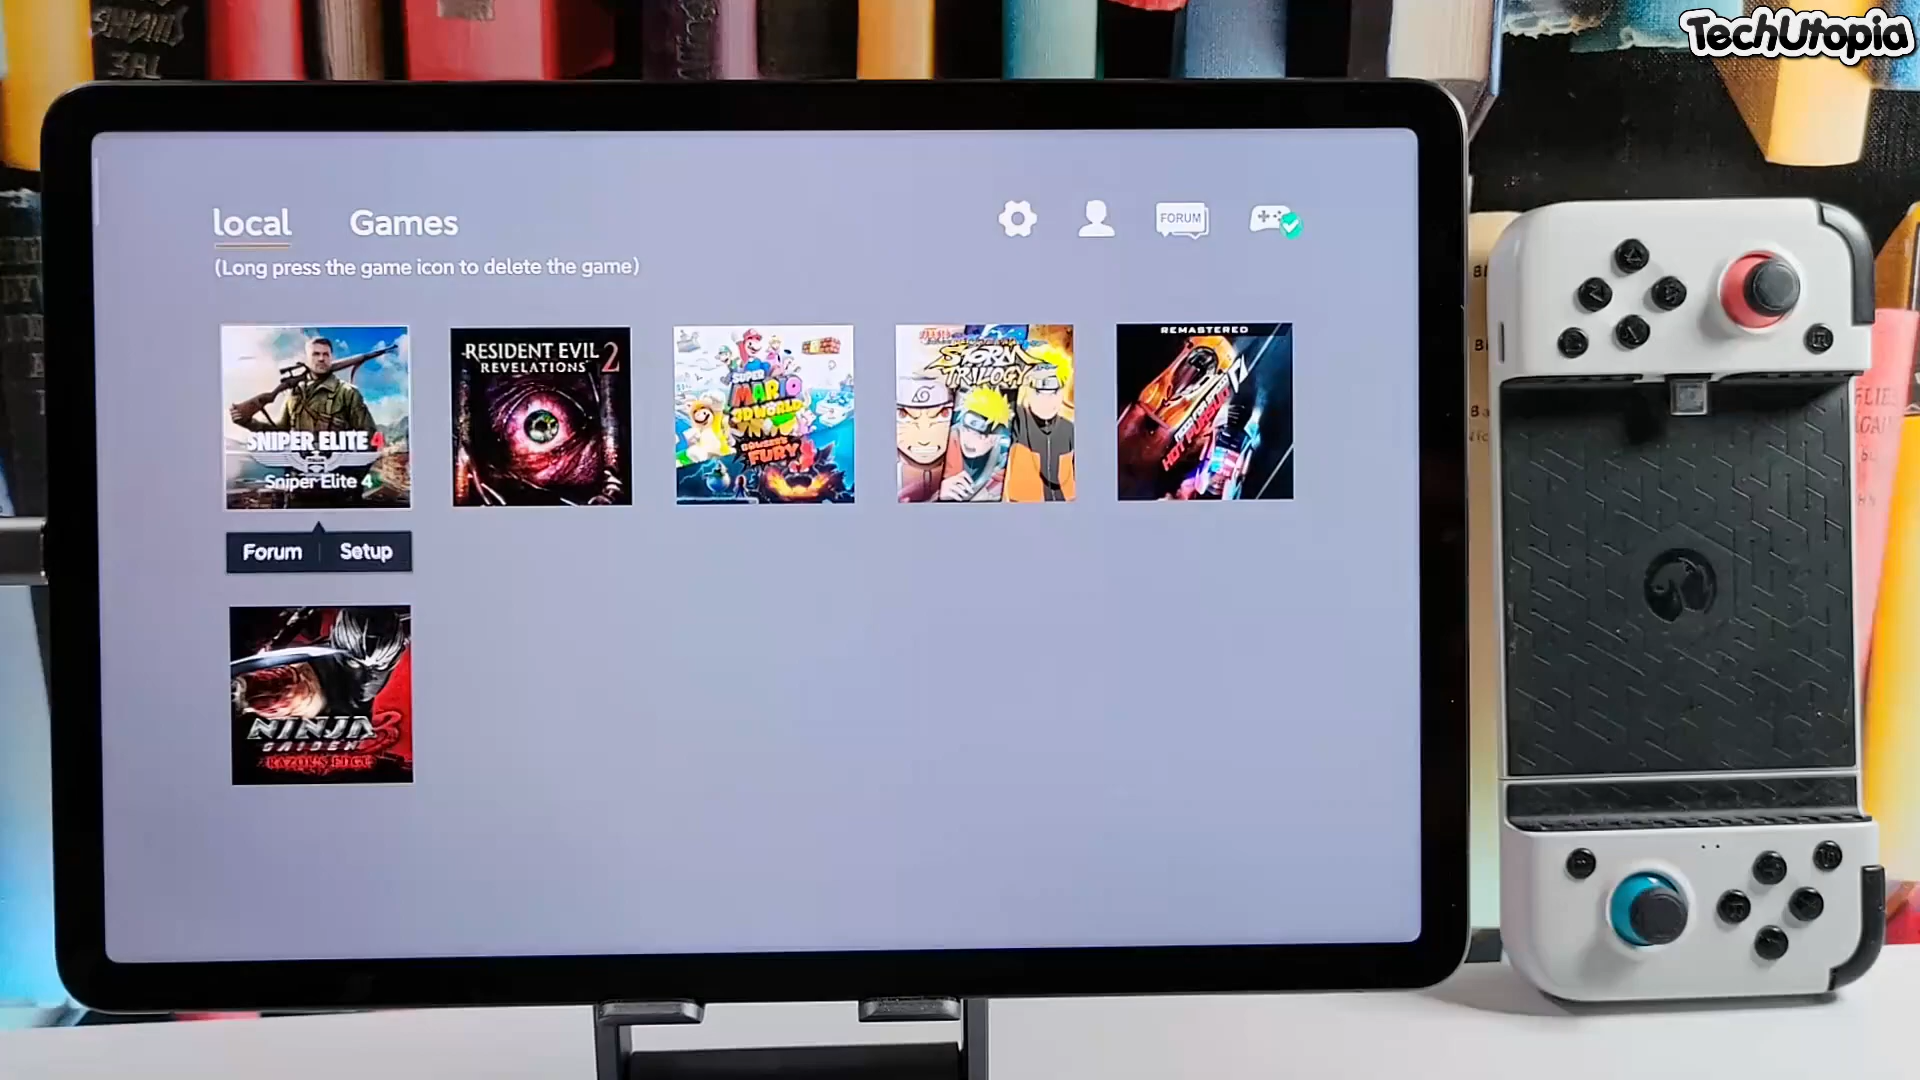 TechUtopia
local Games
FORUM
(Long press the game icon to delete the game)
SNIPER ELITE 4
Sniper Elite 4
RESIDENT EVIL 2
REVELATIONS
SUPER
MARIO
3D WORLD
BOWSER'S
FURY
STORM
TRILOGY
REMASTERED
HOT PURSUIT
Forum Setup
NINJA
GAIDEN 3
RAZOR'S EDGE